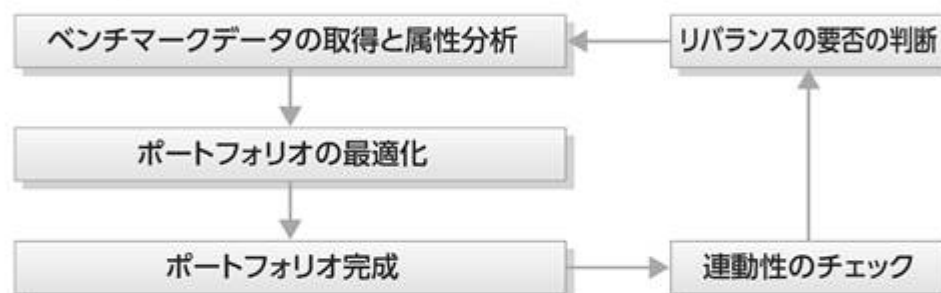 ベンチマークデータの取得と属性分析
リバランスの要否の判断
ポートフォリオの最適化
ポートフォリオ完成
連動性のチェック